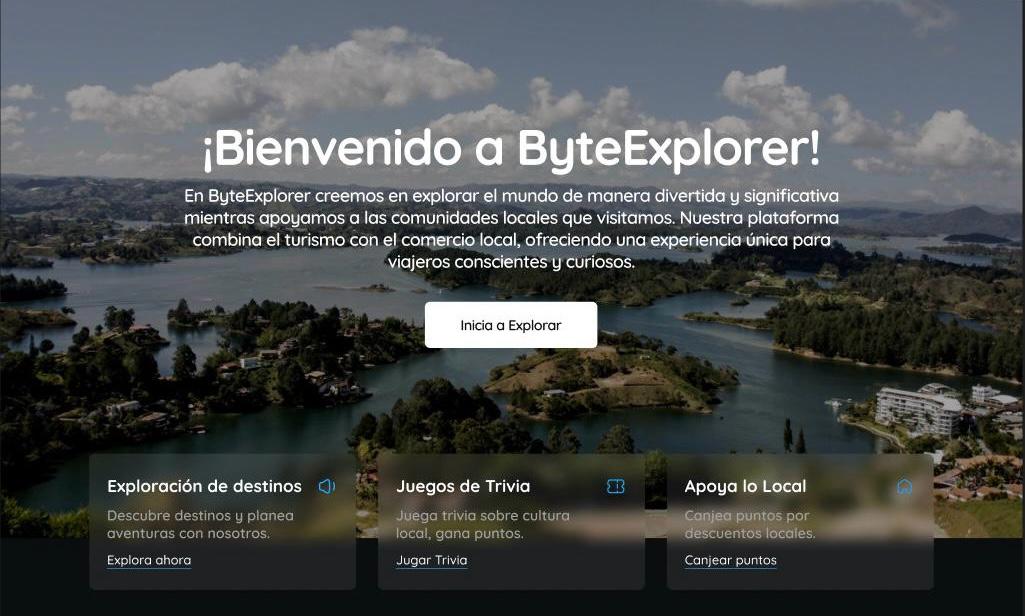 ¡Bienvenido a ByteExplorer!
En ByteExplorer creemos en explorar el mundo de manera divertida y significativa
mientras apoyamos a las comunidades locales que visitamos. Nuestra plataforma
combina el turismo con el comercio local, ofreciendo una experiencia única para
viajeros conscientes y curiosos.
Inicia a Explorar
Exploración de destinos
Descubre destinos y planea
aventuras con nosotros.
Explora ahora
Juegos de Trivia
Juega trivia sobre cultura
local, gana puntos.
Jugar Trivia
Apoya lo Local
Canjea puntos por
descuentos locales.
Canjear puntos